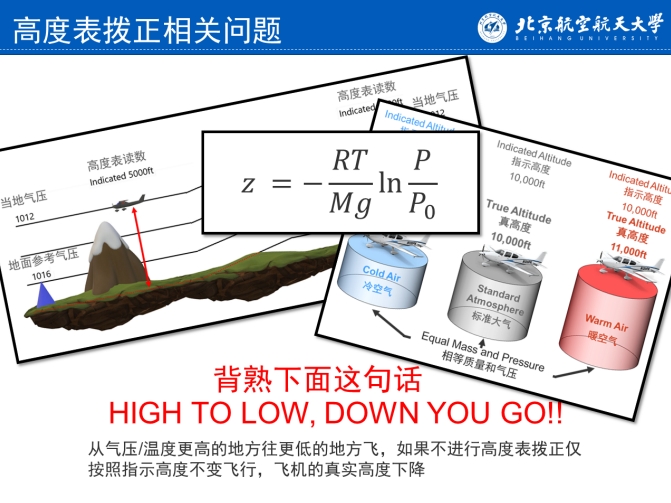 高度表拨正相关问题
北京航空航天大学
BEIHANG UNIVERSITY
高度表读数
当地气压
高度表读数
Indicated 5000ft
当地气压
1012
地面参考气压
1016
z = − RT/Mg ln P/P₀
Indicated Altitude
指示高度
10,000ft
True Altitude
真高度
10,000ft
Indicated Altitude
指示高度
10,000ft
True Altitude
真高度
11,000ft
Cold Air
冷空气
Standard
Atmosphere
标准大气
Warm Air
暖空气
Equal Mass and Pressure
相等质量和气压
背熟下面这句话
HIGH TO LOW, DOWN YOU GO!!
从气压/温度更高的地方往更低的地方飞，如果不进行高度表拨正仅
按照指示高度不变飞行，飞机的真实高度下降